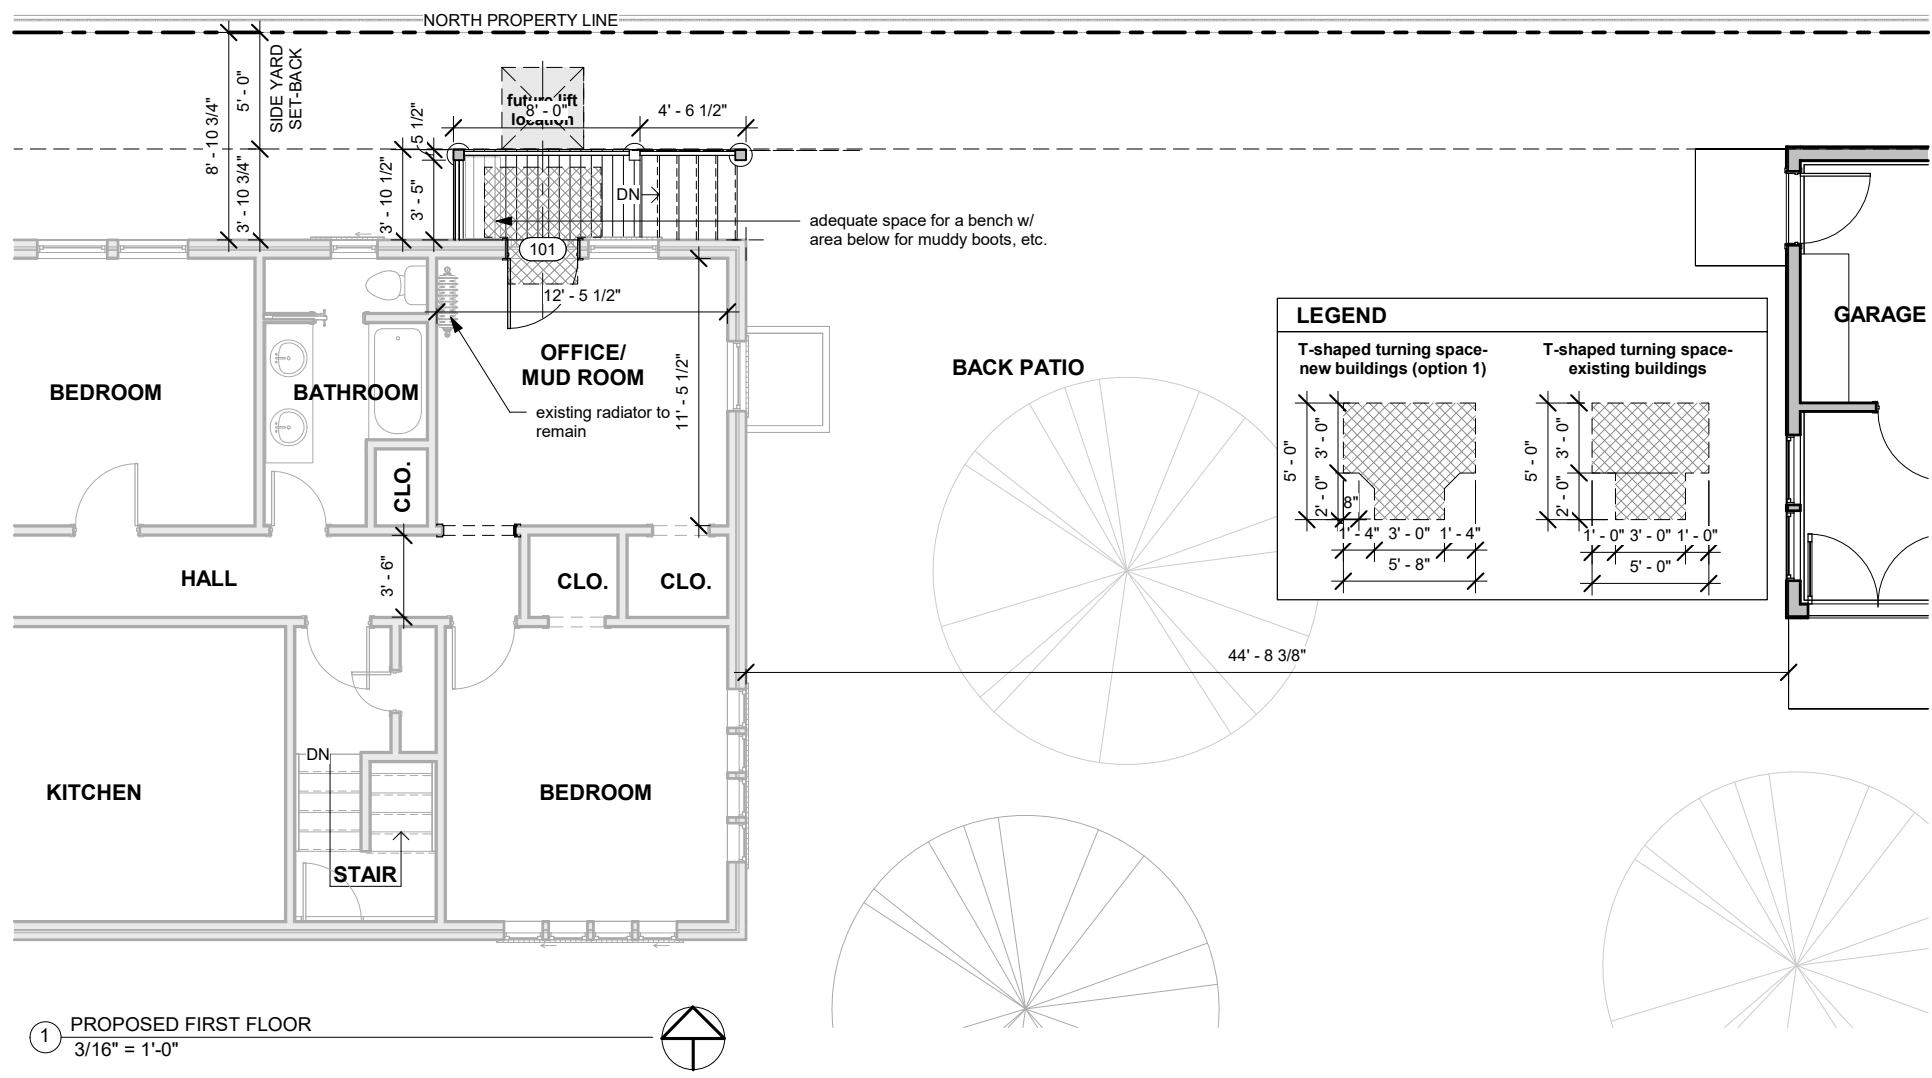 NORTH PROPERTY LINE
8' - 10 3/4"
5' - 0"
SIDE YARD
SET-BACK
3' - 10 3/4"
future lift
location
8' - 0"
4' - 6 1/2"
5 1/2"
3' - 10 1/2"
3' - 5"
DN
adequate space for a bench w/
area below for muddy boots, etc.
101
12' - 5 1/2"
11' - 5 1/2"
OFFICE/
MUD ROOM
existing radiator to
remain
BEDROOM
BATHROOM
CLO.
BACK PATIO
GARAGE
LEGEND
T-shaped turning space-
new buildings (option 1)
5' - 0"
3' - 0"
2' - 0"
8"
1' - 4"
3' - 0"
1' - 4"
5' - 8"
T-shaped turning space-
existing buildings
5' - 0"
3' - 0"
2' - 0"
1' - 0"
3' - 0"
1' - 0"
5' - 0"
HALL
3' - 6"
CLO.
CLO.
44' - 8 3/8"
DN
KITCHEN
STAIR
BEDROOM
1
PROPOSED FIRST FLOOR
3/16" = 1'-0"